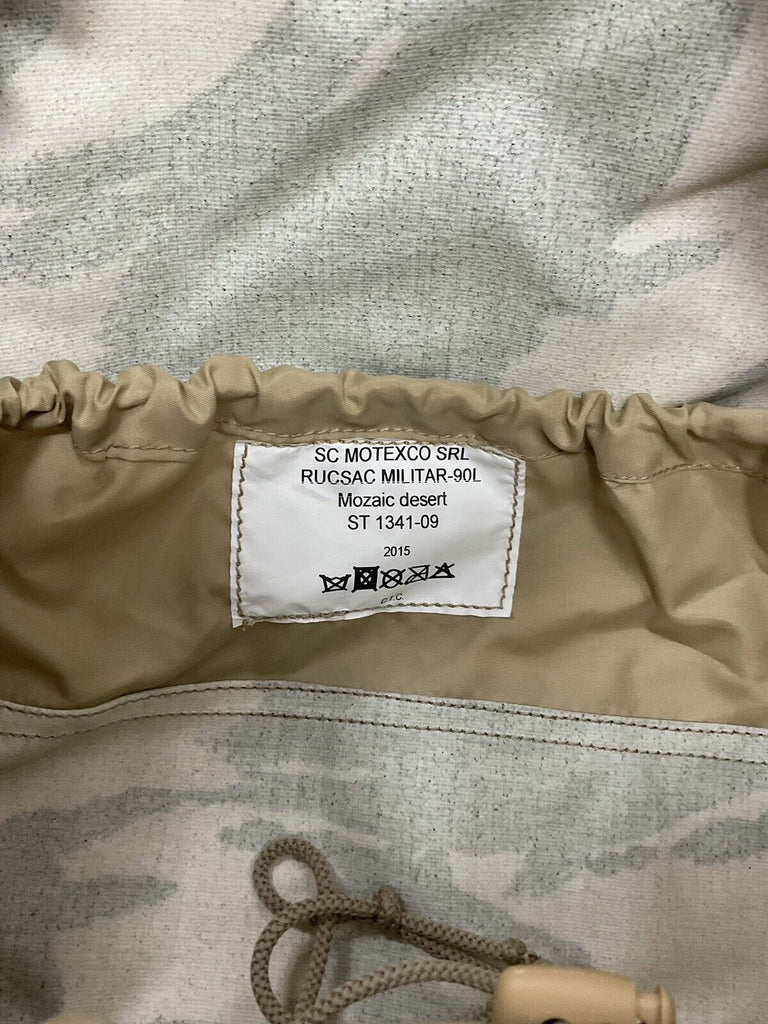 SC MOTEXCO SRL
RUCSAC MILITAR-90L
Mozaic desert
ST 1341-09
2015